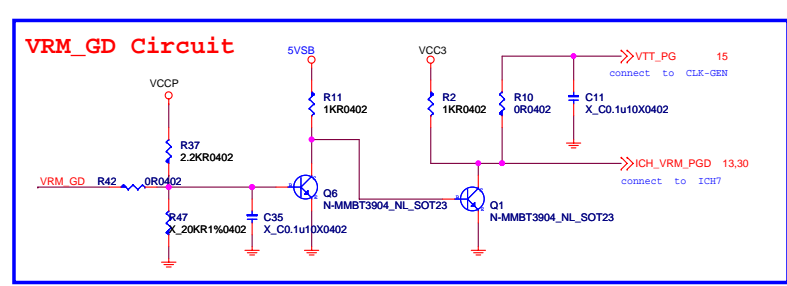 VRM_GD Circuit
5VSB
VCC3
VTT_PG 15
connect to CLK-GEN
VCCP
R11
1KR0402
R2
1KR0402
R10
0R0402
C11
X_C0.1u10X0402
R37
2.2KR0402
ICH_VRM_PGD 13,30
connect to ICH7
VRM_GD
R42
0R0402
Q6
N-MMBT3904_NL_SOT23
Q1
N-MMBT3904_NL_SOT23
R47
X_20KR1%0402
C35
X_C0.1u10X0402